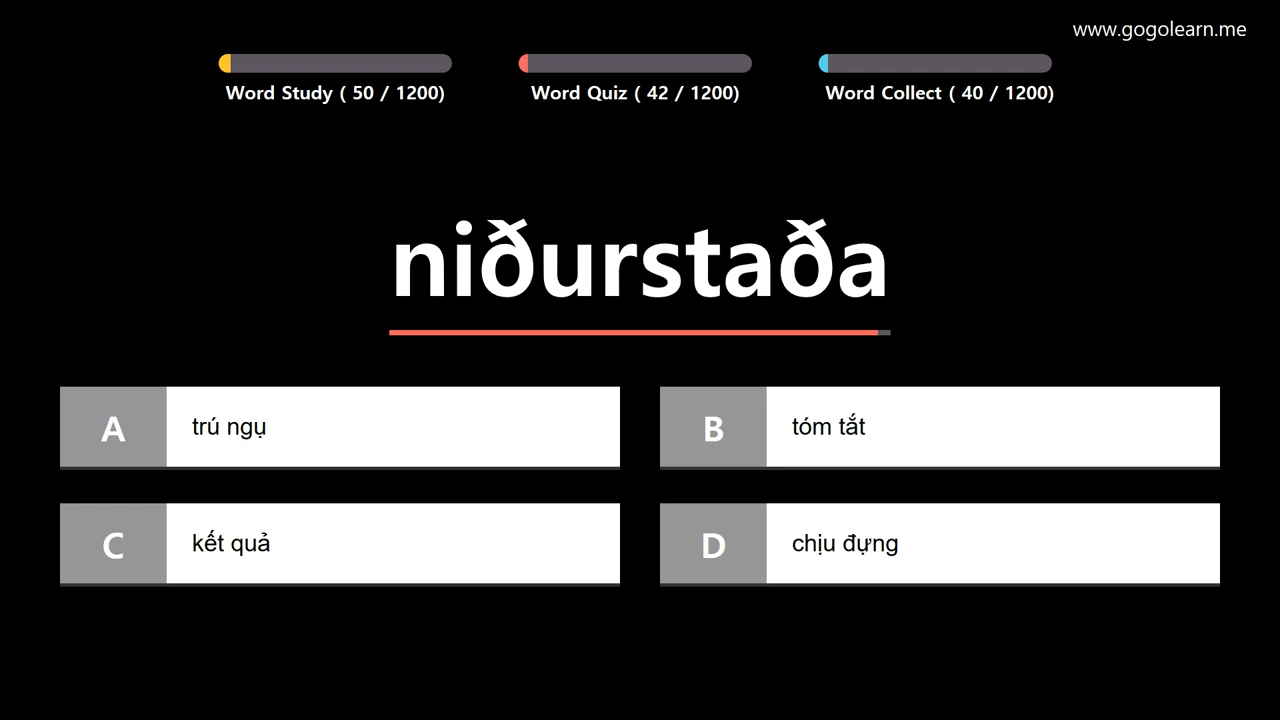 www.gogolearn.me
Word Study ( 50 / 1200)
Word Quiz ( 42 / 1200)
Word Collect ( 40 / 1200)
niðurstaða
A trú ngụ
B tóm tắt
C kết quả
D chịu đựng